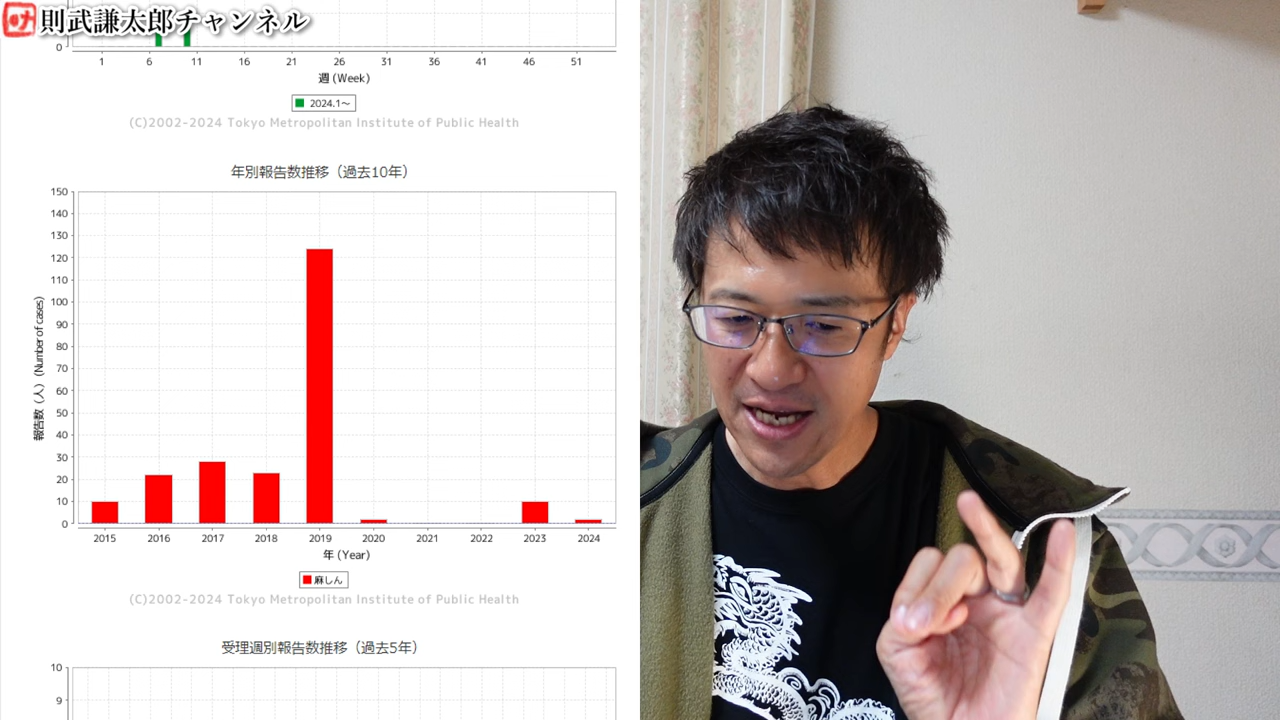 サ 則武謙太郎チャンネル
0
1 6 11 16 21 26 31 36 41 46 51
週 (Week)
2024.1～
(C)2002-2024 Tokyo Metropolitan Institute of Public Health
年別報告数推移（過去10年）
150
140
130
120
110
100
90
80
70
60
50
40
30
20
10
0
報告数（人）(Number of cases)
2015 2016 2017 2018 2019 2020 2021 2022 2023 2024
年 (Year)
麻しん
(C)2002-2024 Tokyo Metropolitan Institute of Public Health
受理週別報告数推移（過去5年）
10
9